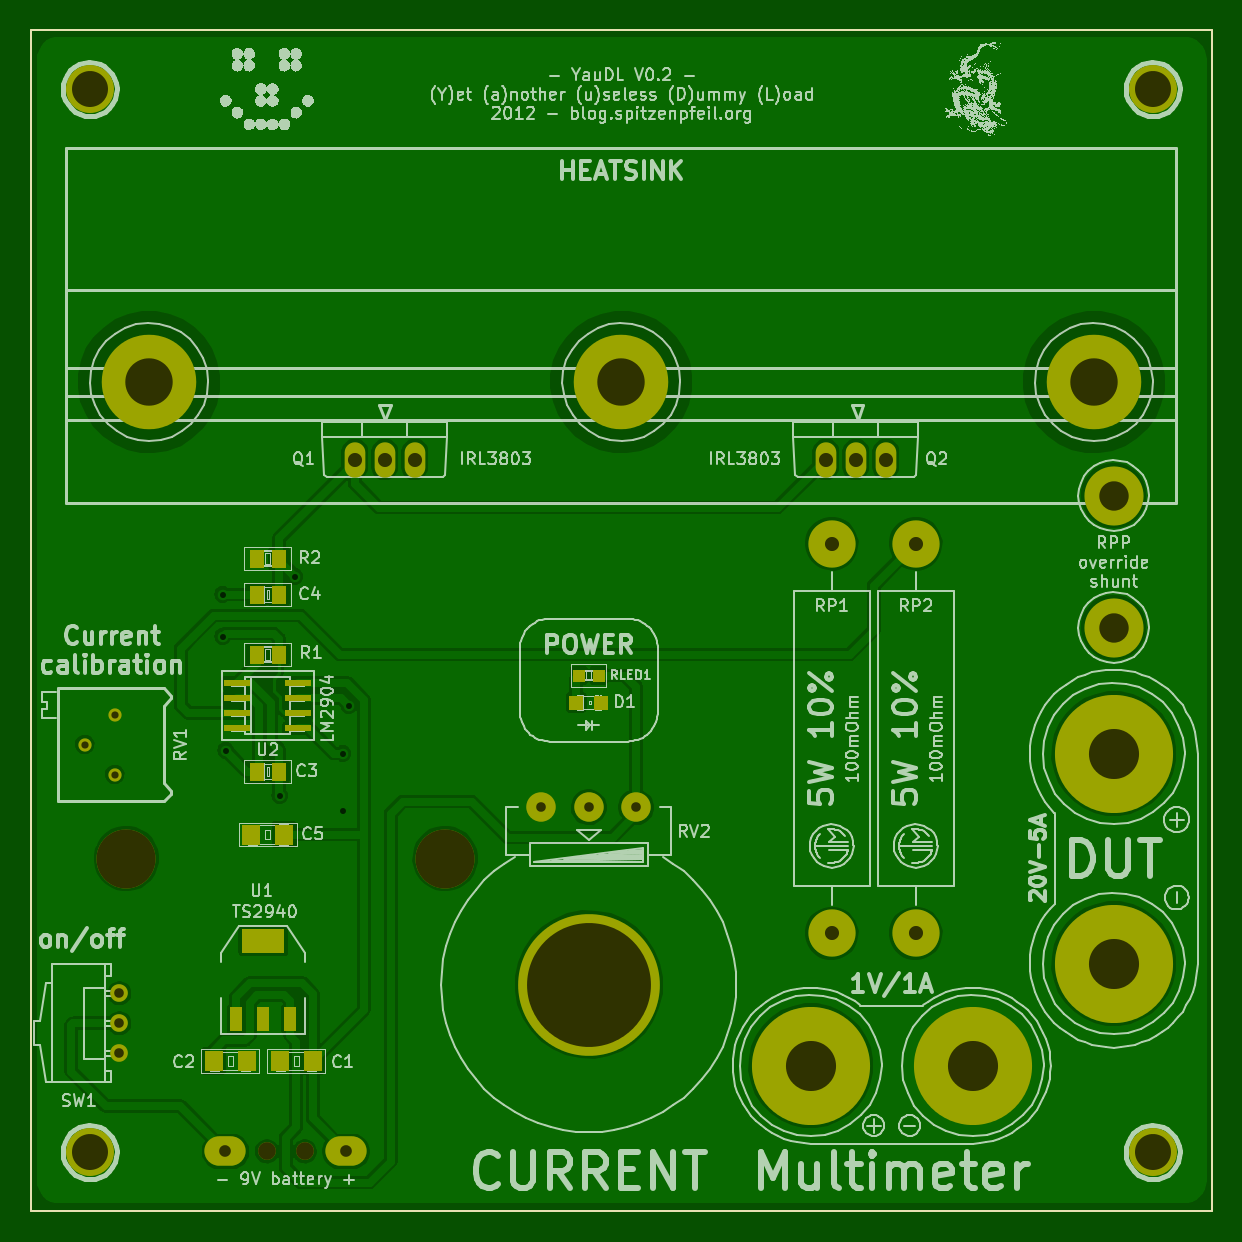 - YauDL V0.2 -
(Y)et (a)nother (u)seless (D)ummy (L)oad
2012 - blog.spitzenpfeil.org
HEATSINK
Q1
IRL3803
IRL3803
Q2
R2
C4
RPP
override
shunt
Current
calibration
R1
RP1
RP2
POWER
RLED1
D1
LM2904
RV1
U2
C3
5W 10%
100mOhm
5W 10%
100mOhm
C5
RV2
20V-5A
DUT
+
-
U1
TS2940
on/off
1V/1A
C2
C1
SW1
+
-
- 9V battery +
CURRENT
Multimeter